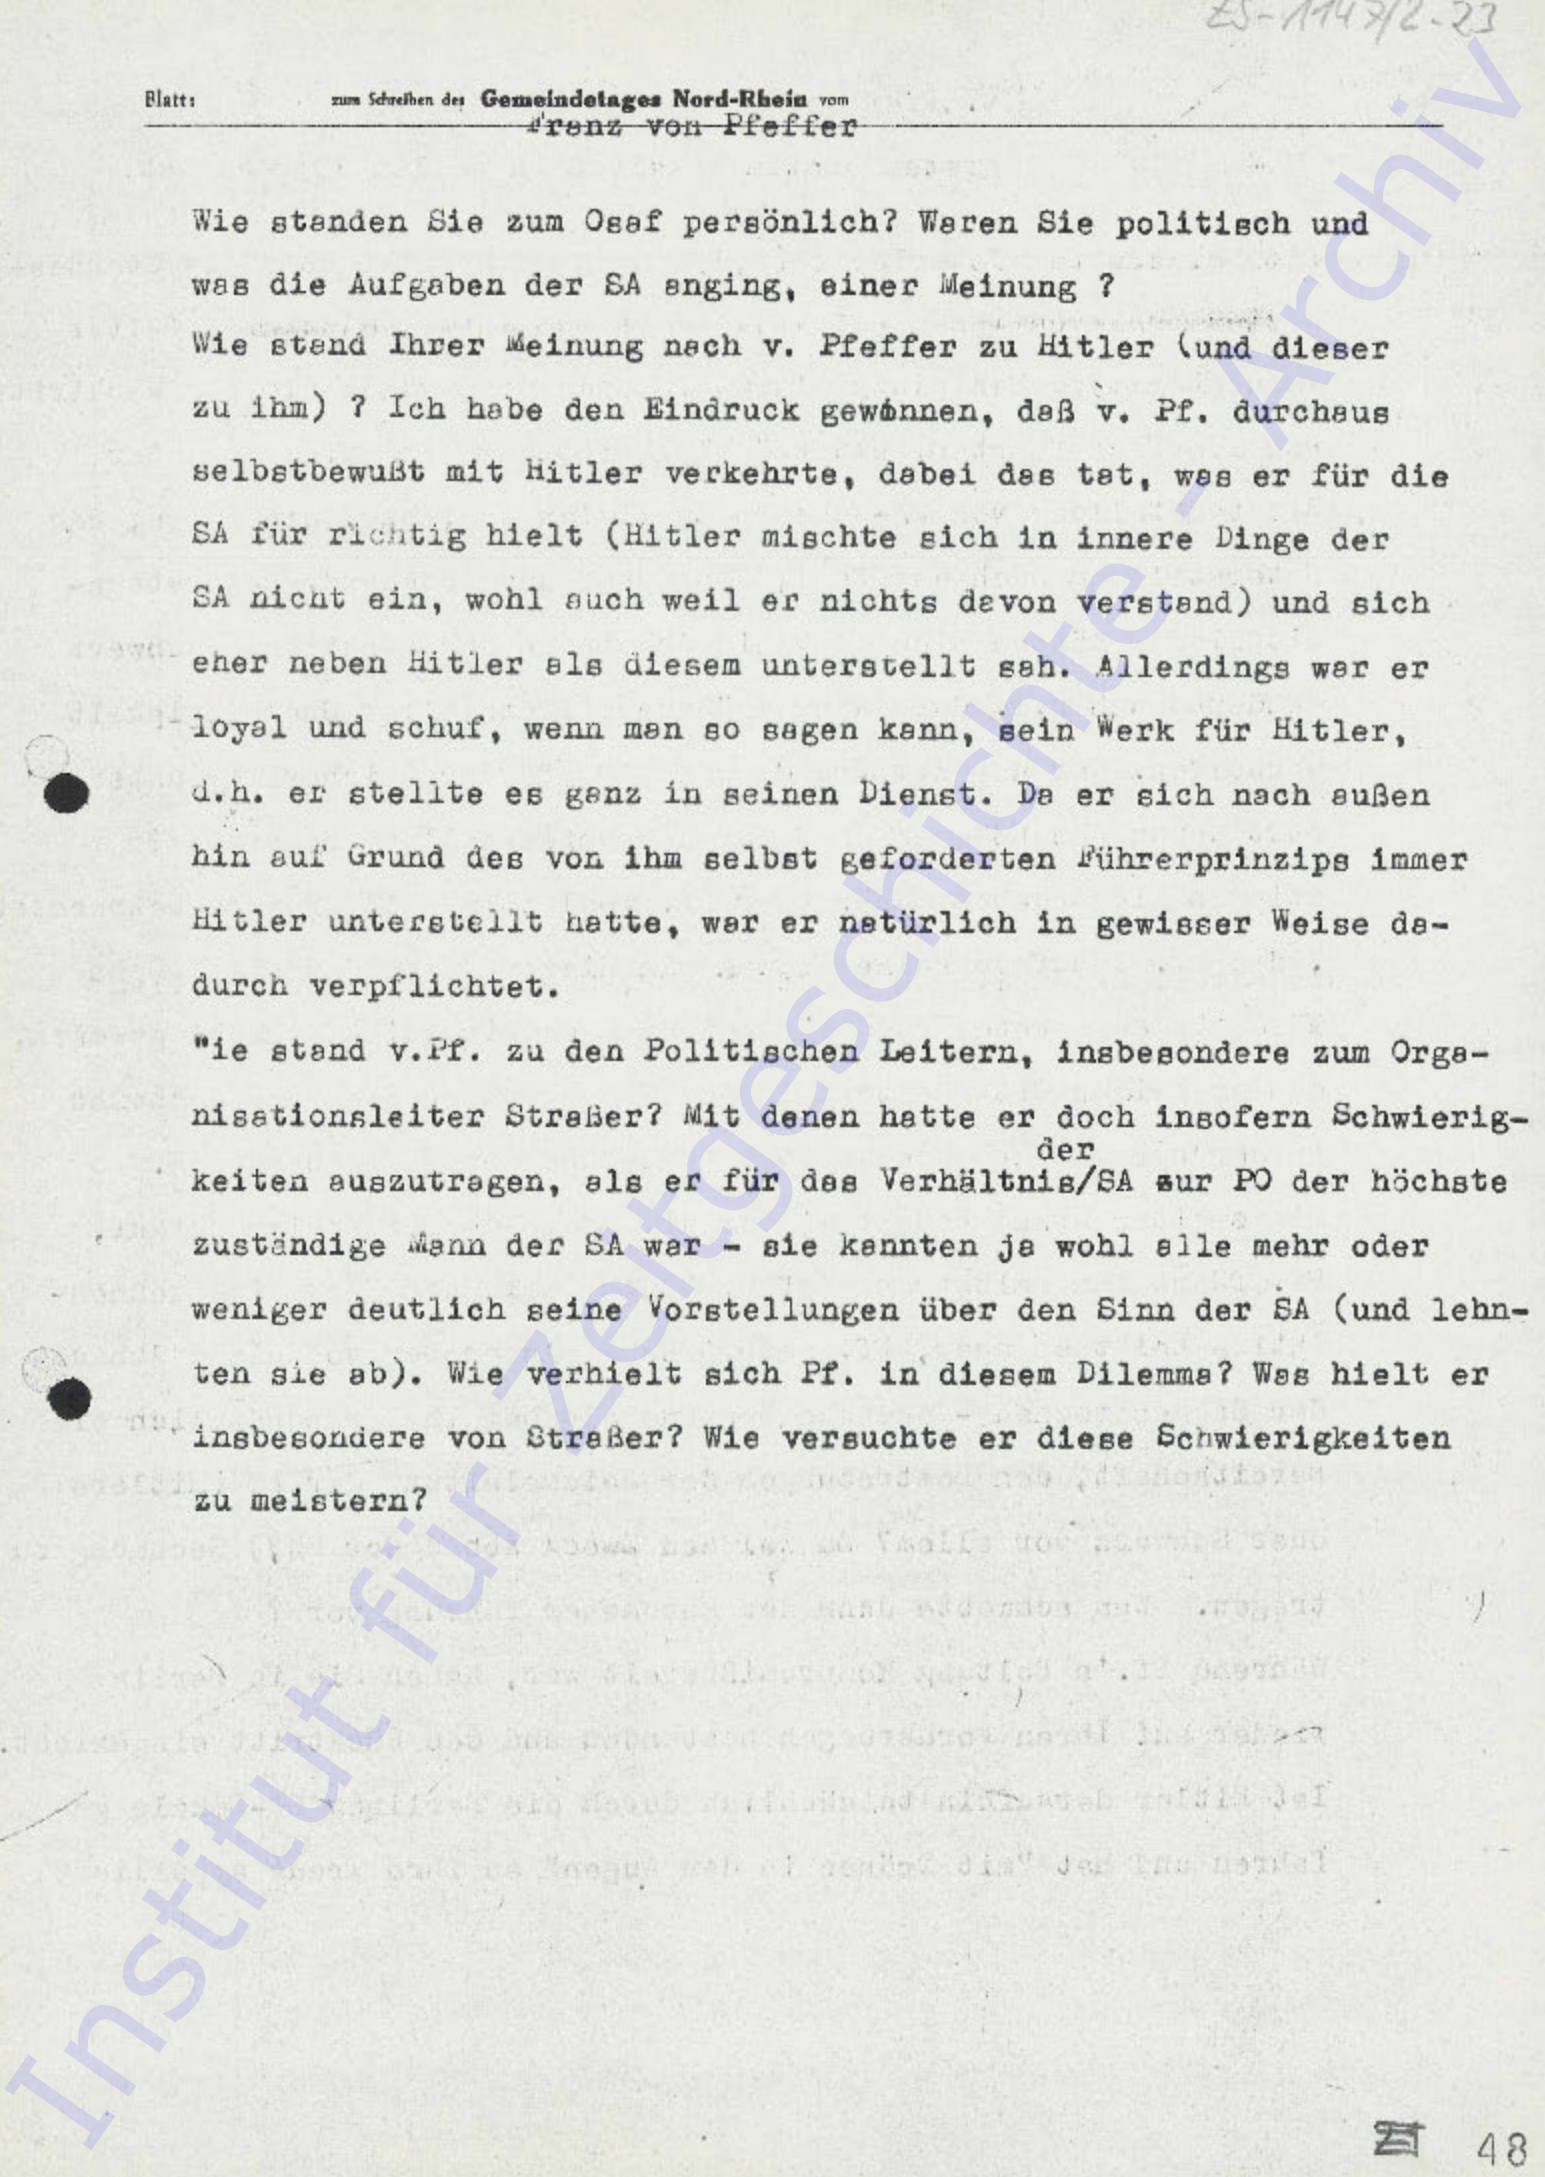 ZS-1147/2-23
Blatt: zum Schreiben des Gemeindetages Nord-Rhein vom
Franz von Pfeffer
Wie standen Sie zum Osaf persönlich? Waren Sie politisch und
was die Aufgaben der SA anging, einer Meinung ?
Wie stand Ihrer Meinung nach v. Pfeffer zu Hitler (und dieser
zu ihm) ? Ich habe den Eindruck gewonnen, daß v. Pf. durchaus
selbstbewußt mit Hitler verkehrte, dabei das tat, was er für die
SA für richtig hielt (Hitler mischte sich in innere Dinge der
SA nicht ein, wohl auch weil er nichts davon verstand) und sich
eher neben Hitler als diesem unterstellt sah. Allerdings war er
loyal und schuf, wenn man so sagen kann, sein Werk für Hitler,
d.h. er stellte es ganz in seinen Dienst. Da er sich nach außen
hin auf Grund des von ihm selbst geforderten Führerprinzips immer
Hitler unterstellt hatte, war er natürlich in gewisser Weise da-
durch verpflichtet.
"ie stand v.Pf. zu den Politischen Leitern, insbesondere zum Orga-
nisationsleiter Straßer? Mit denen hatte er doch insofern Schwierig-
der
keiten auszutragen, als er für das Verhältnis/SA zur PO der höchste
zuständige Mann der SA war - sie kannten ja wohl alle mehr oder
weniger deutlich seine Vorstellungen über den Sinn der SA (und lehn-
ten sie ab). Wie verhielt sich Pf. in diesem Dilemma? Was hielt er
insbesondere von Straßer? Wie versuchte er diese Schwierigkeiten
zu meistern?
48
Institut für Zeitgeschichte - Archiv